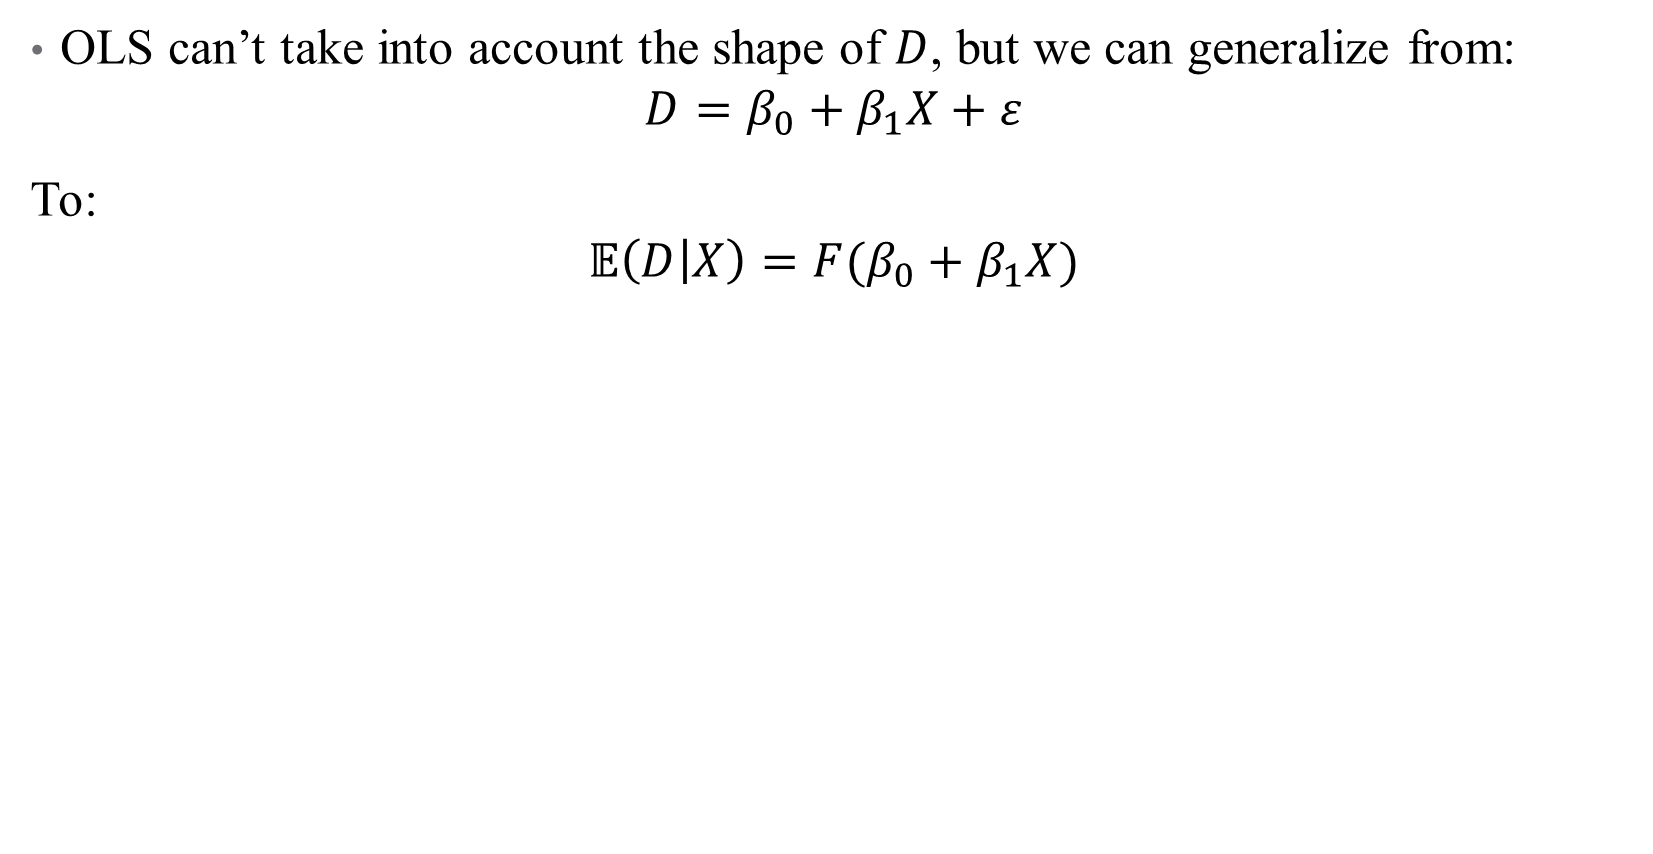 • OLS can’t take into account the shape of 𝐷, but we can generalize from:
𝐷 = 𝛽₀ + 𝛽₁𝑋 + 𝜀
To:
𝔼(𝐷|𝑋) = 𝐹(𝛽₀ + 𝛽₁𝑋)